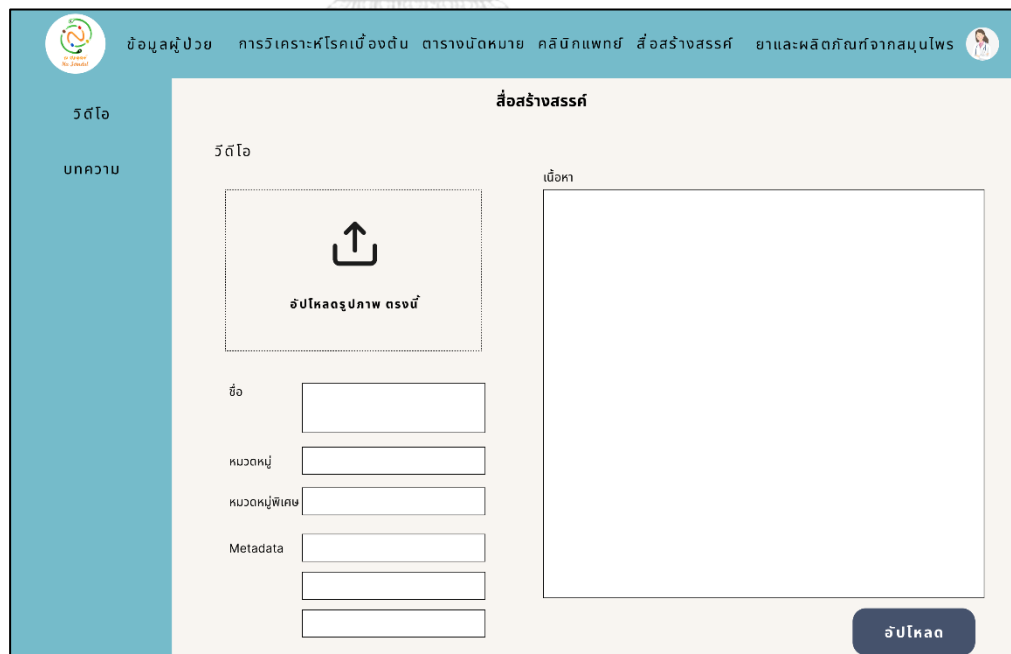 ข้อมูลผู้ป่วย การวิเคราะห์โรคเบื้องต้น ตารางนัดหมาย คลินิกแพทย์ สื่อสร้างสรรค์ ยาและผลิตภัณฑ์จากสมุนไพร
วิดีโอ
บทความ
สื่อสร้างสรรค์
วีดีโอ
อัปโหลดรูปภาพ ตรงนี้
ชื่อ
หมวดหมู่
หมวดหมู่พิเศษ
Metadata
เนื้อหา
อัปโหลด